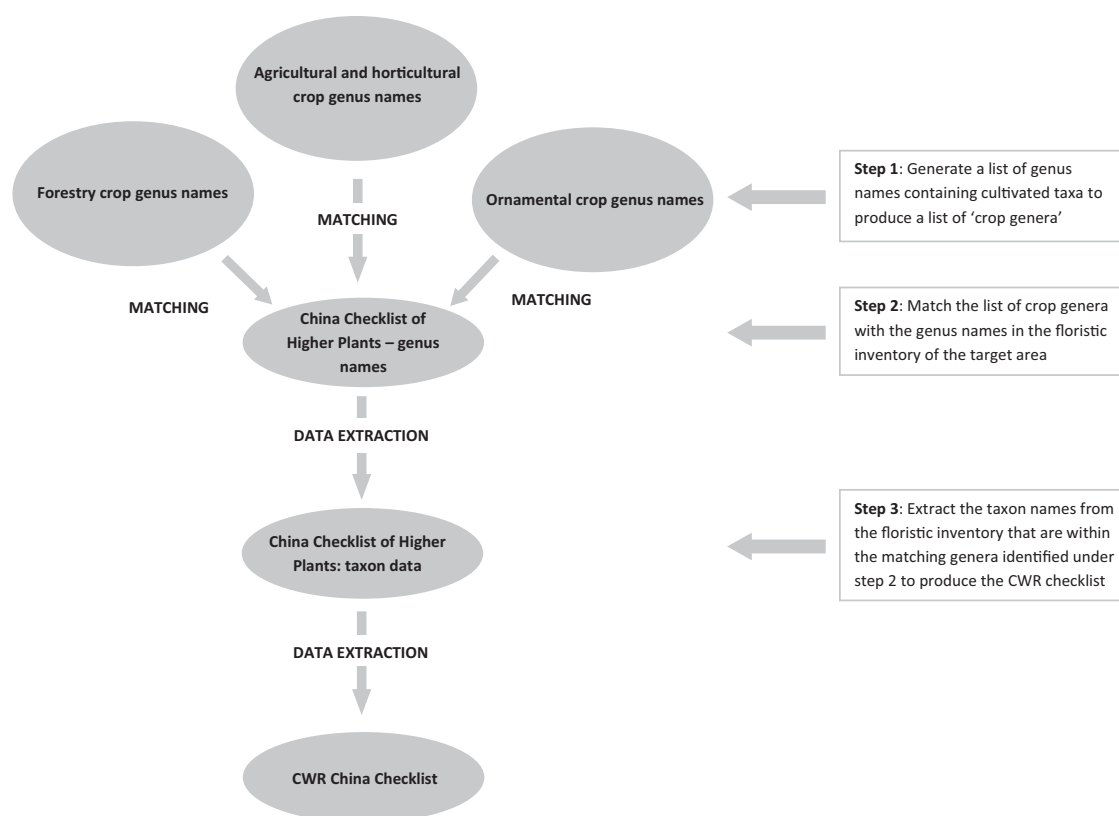 Agricultural and horticultural
crop genus names
Forestry crop genus names
Ornamental crop genus names
MATCHING
MATCHING
MATCHING
China Checklist of
Higher Plants – genus
names
DATA EXTRACTION
China Checklist of Higher
Plants: taxon data
DATA EXTRACTION
CWR China Checklist
Step 1: Generate a list of genus
names containing cultivated taxa to
produce a list of ‘crop genera’
Step 2: Match the list of crop genera
with the genus names in the floristic
inventory of the target area
Step 3: Extract the taxon names from
the floristic inventory that are within
the matching genera identified under
step 2 to produce the CWR checklist